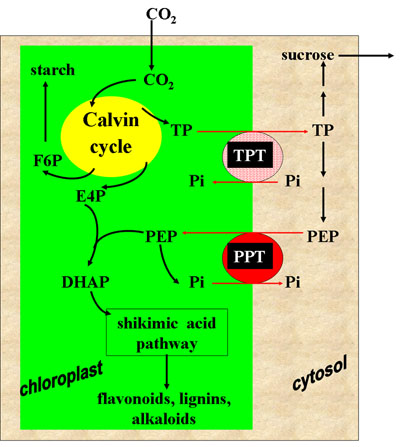 CO2
sucrose
starch
CO2
Calvin
cycle
TP
TP
TPT
F6P
Pi
Pi
E4P
PEP
PPT
PEP
DHAP
Pi
Pi
shikimic acid
pathway
chloroplast
cytosol
flavonoids, lignins,
alkaloids